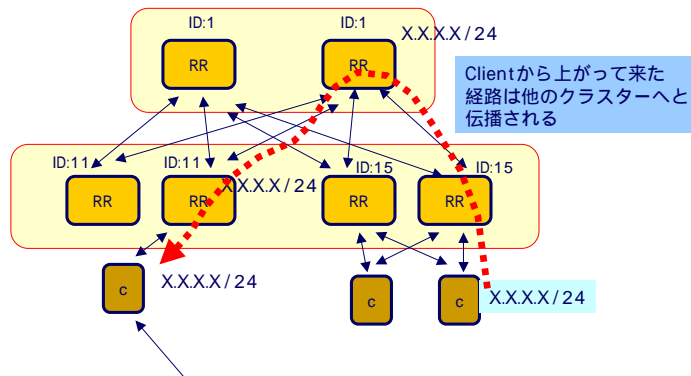 ID:1
ID:1
X.X.X.X / 24
RR
RR
Clientから上がって来た
経路は他のクラスターへと
伝播される
ID:11
ID:11
ID:15
ID:15
RR
RR
X.X.X.X / 24
RR
RR
c
X.X.X.X / 24
c
c
X.X.X.X / 24